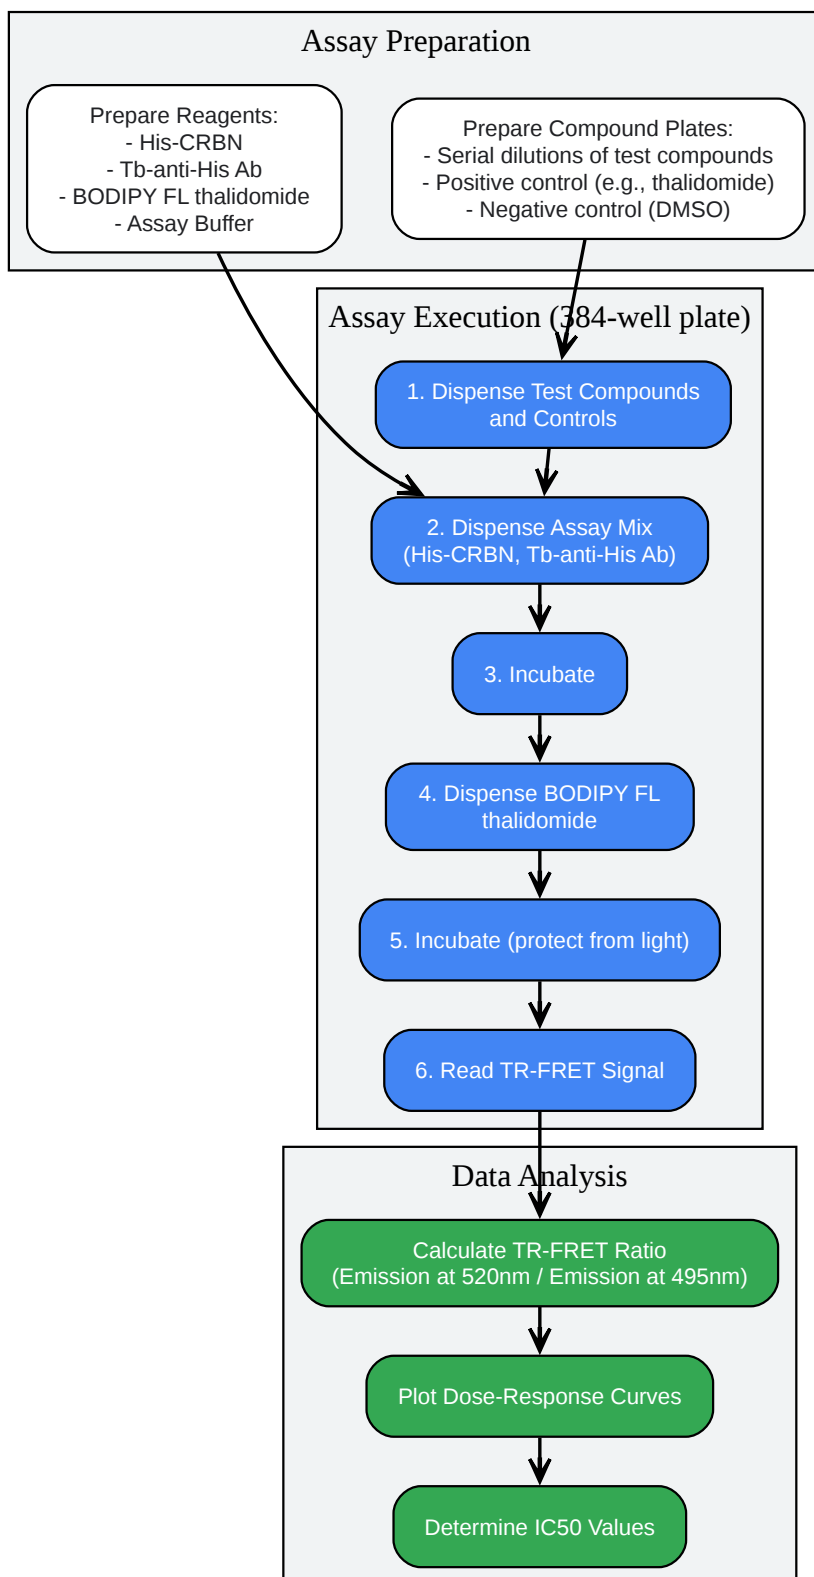 Assay Preparation
Prepare Reagents:
- His-CRBN
- Tb-anti-His Ab
- BODIPY FL thalidomide
- Assay Buffer
Prepare Compound Plates:
- Serial dilutions of test compounds
- Positive control (e.g., thalidomide)
- Negative control (DMSO)
Assay Execution (384-well plate)
1. Dispense Test Compounds
and Controls
2. Dispense Assay Mix
(His-CRBN, Tb-anti-His Ab)
3. Incubate
4. Dispense BODIPY FL
thalidomide
5. Incubate (protect from light)
6. Read TR-FRET Signal
Data Analysis
Calculate TR-FRET Ratio
(Emission at 520nm / Emission at 495nm)
Plot Dose-Response Curves
Determine IC50 Values